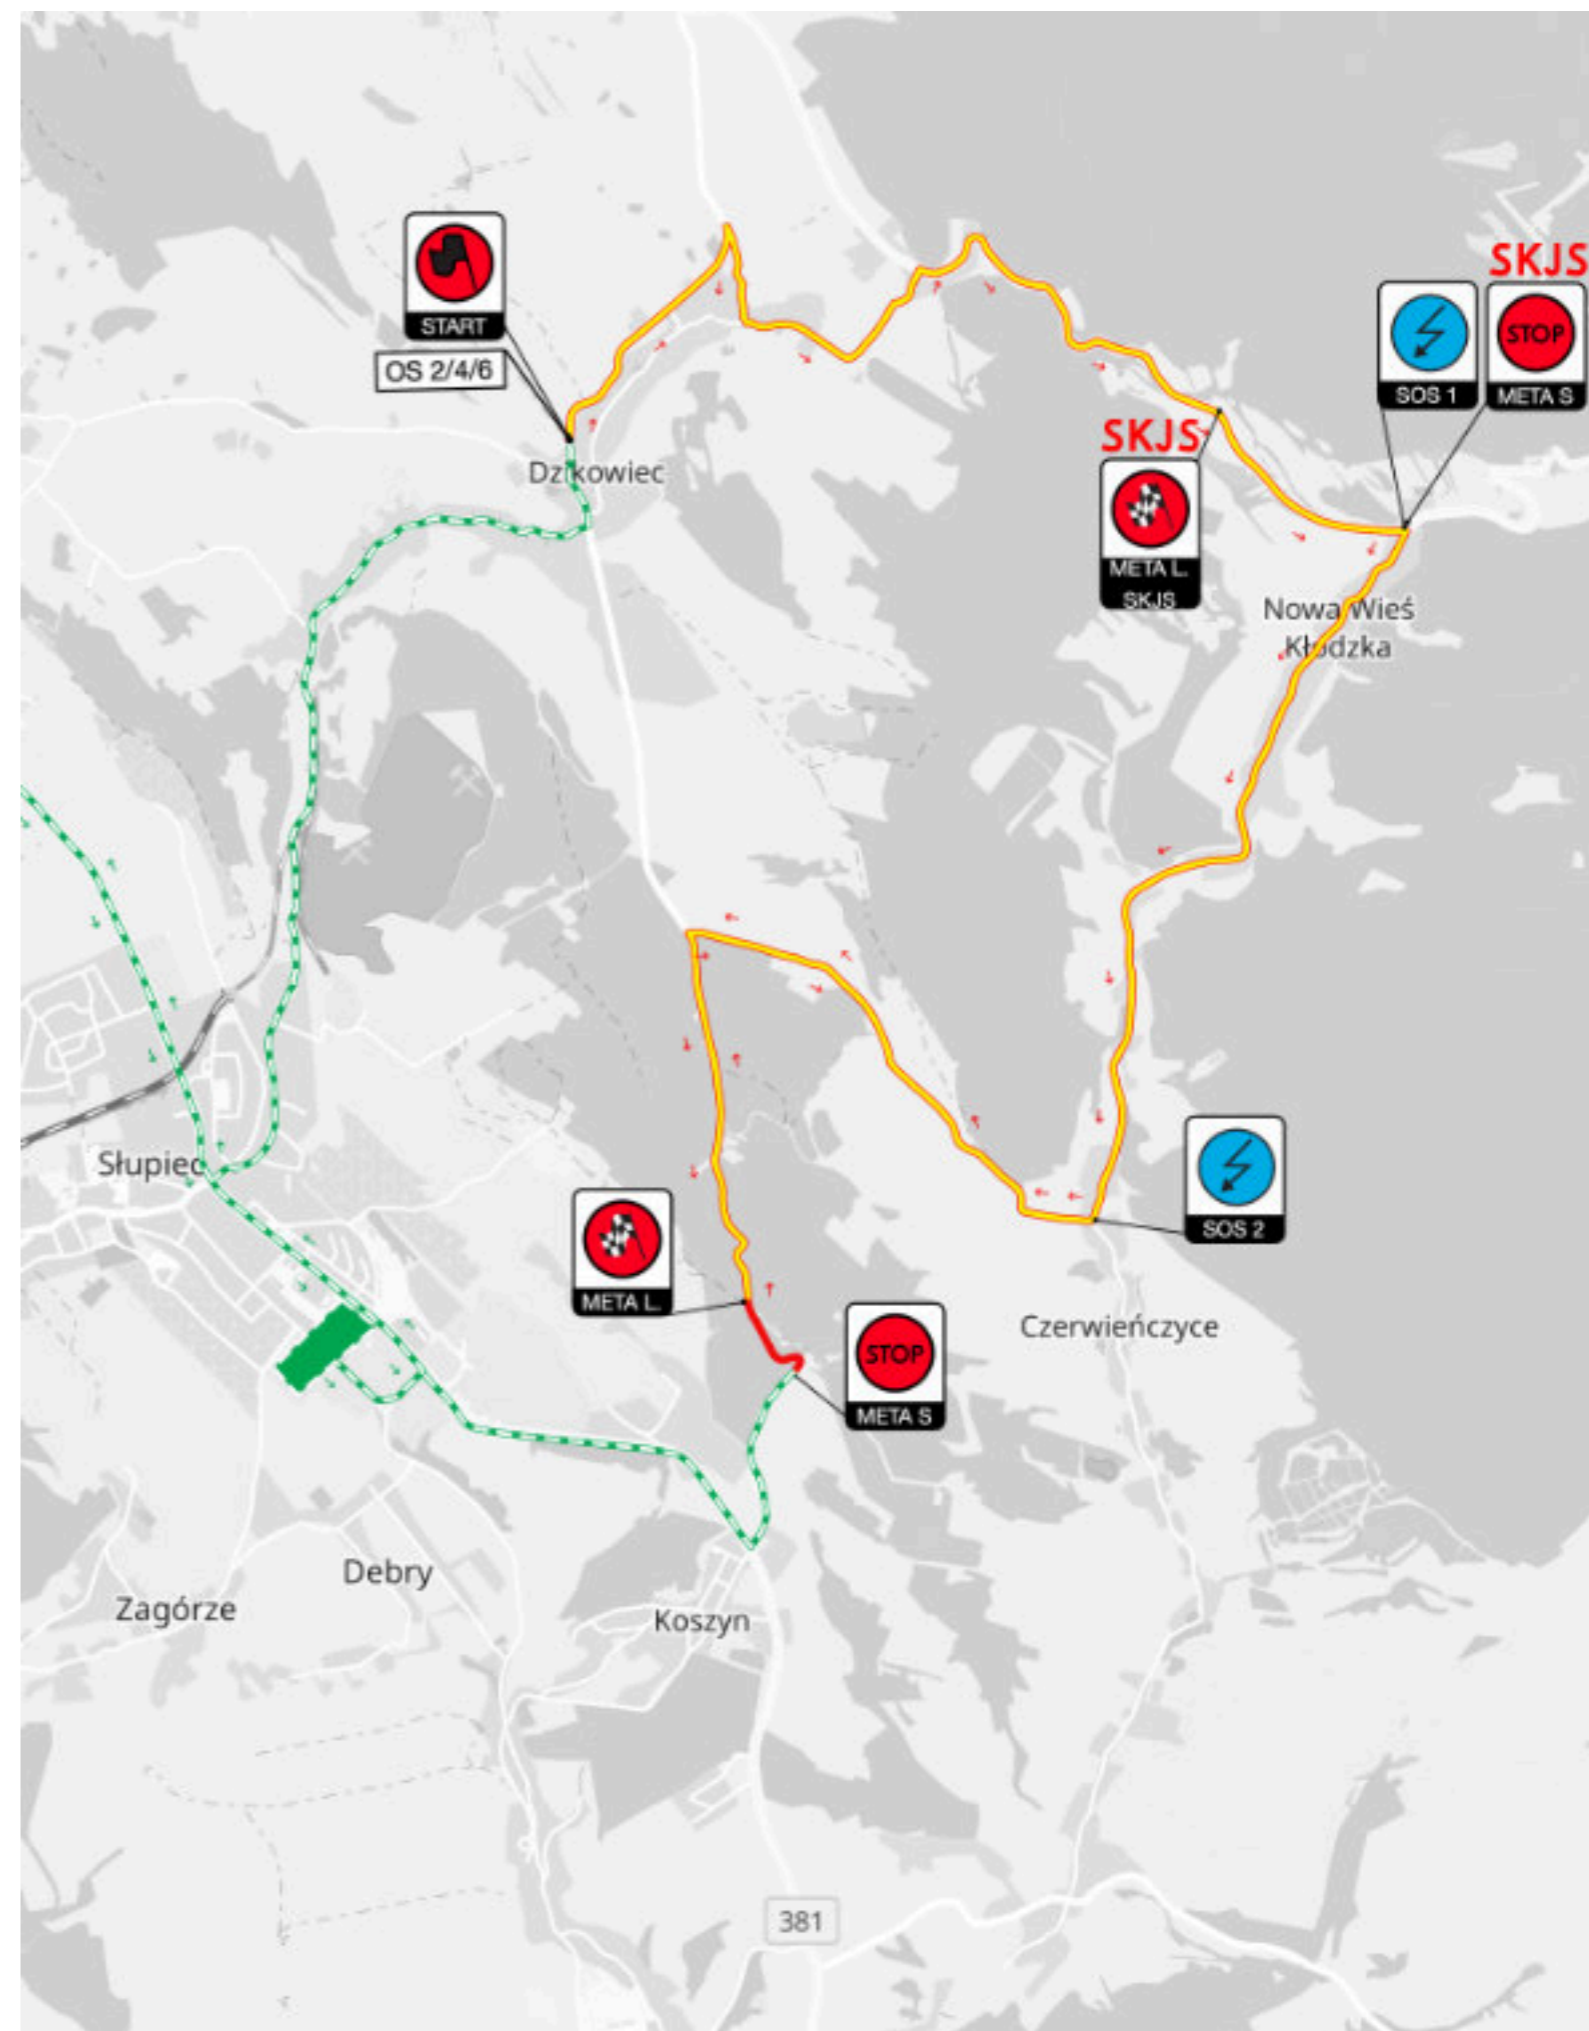 START
OS 2/4/6
Dzikowiec
SKJS
SOS 1
STOP
META S
SKJS
META L.
SKJS
Nowa Wieś
Kłodzka
Słupiec
SOS 2
META L.
Czerwieńczyce
STOP
META S
Debry
Zagórze
Koszyn
381